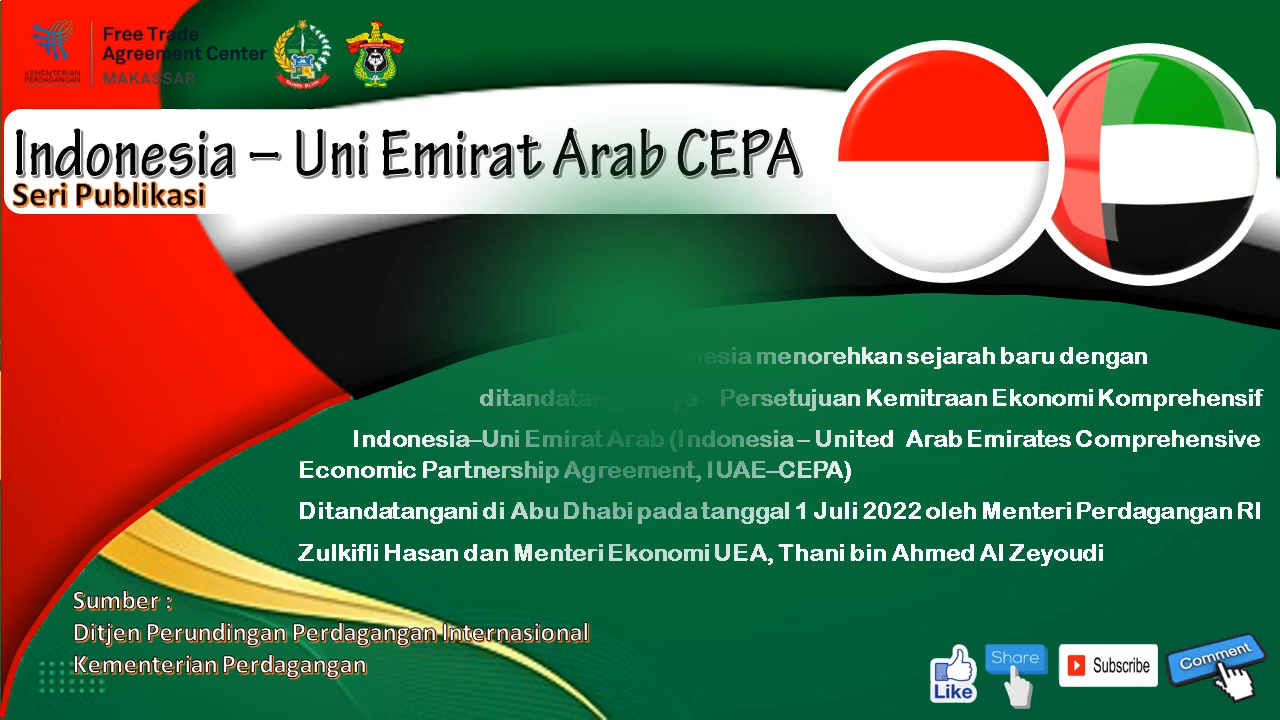 KEMENTERIAN
PERDAGANGAN
Free Trade
Agreement Center
MAKASSAR
Indonesia – Uni Emirat Arab CEPA
Seri Publikasi
menorehkan sejarah baru dengan
Persetujuan Kemitraan Ekonomi Komprehensif
Indonesia–Uni Emirat Arab (Indonesia – United Arab Emirates Comprehensive
Economic Partnership Agreement, IUAE–CEPA)
Ditandatangani di Abu Dhabi pada tanggal 1 Juli 2022 oleh Menteri Perdagangan RI
Zulkifli Hasan dan Menteri Ekonomi UEA, Thani bin Ahmed Al Zeyoudi
Sumber :
Ditjen Perundingan Perdagangan Internasional
Kementerian Perdagangan
Like
Share
Subscribe
Comment